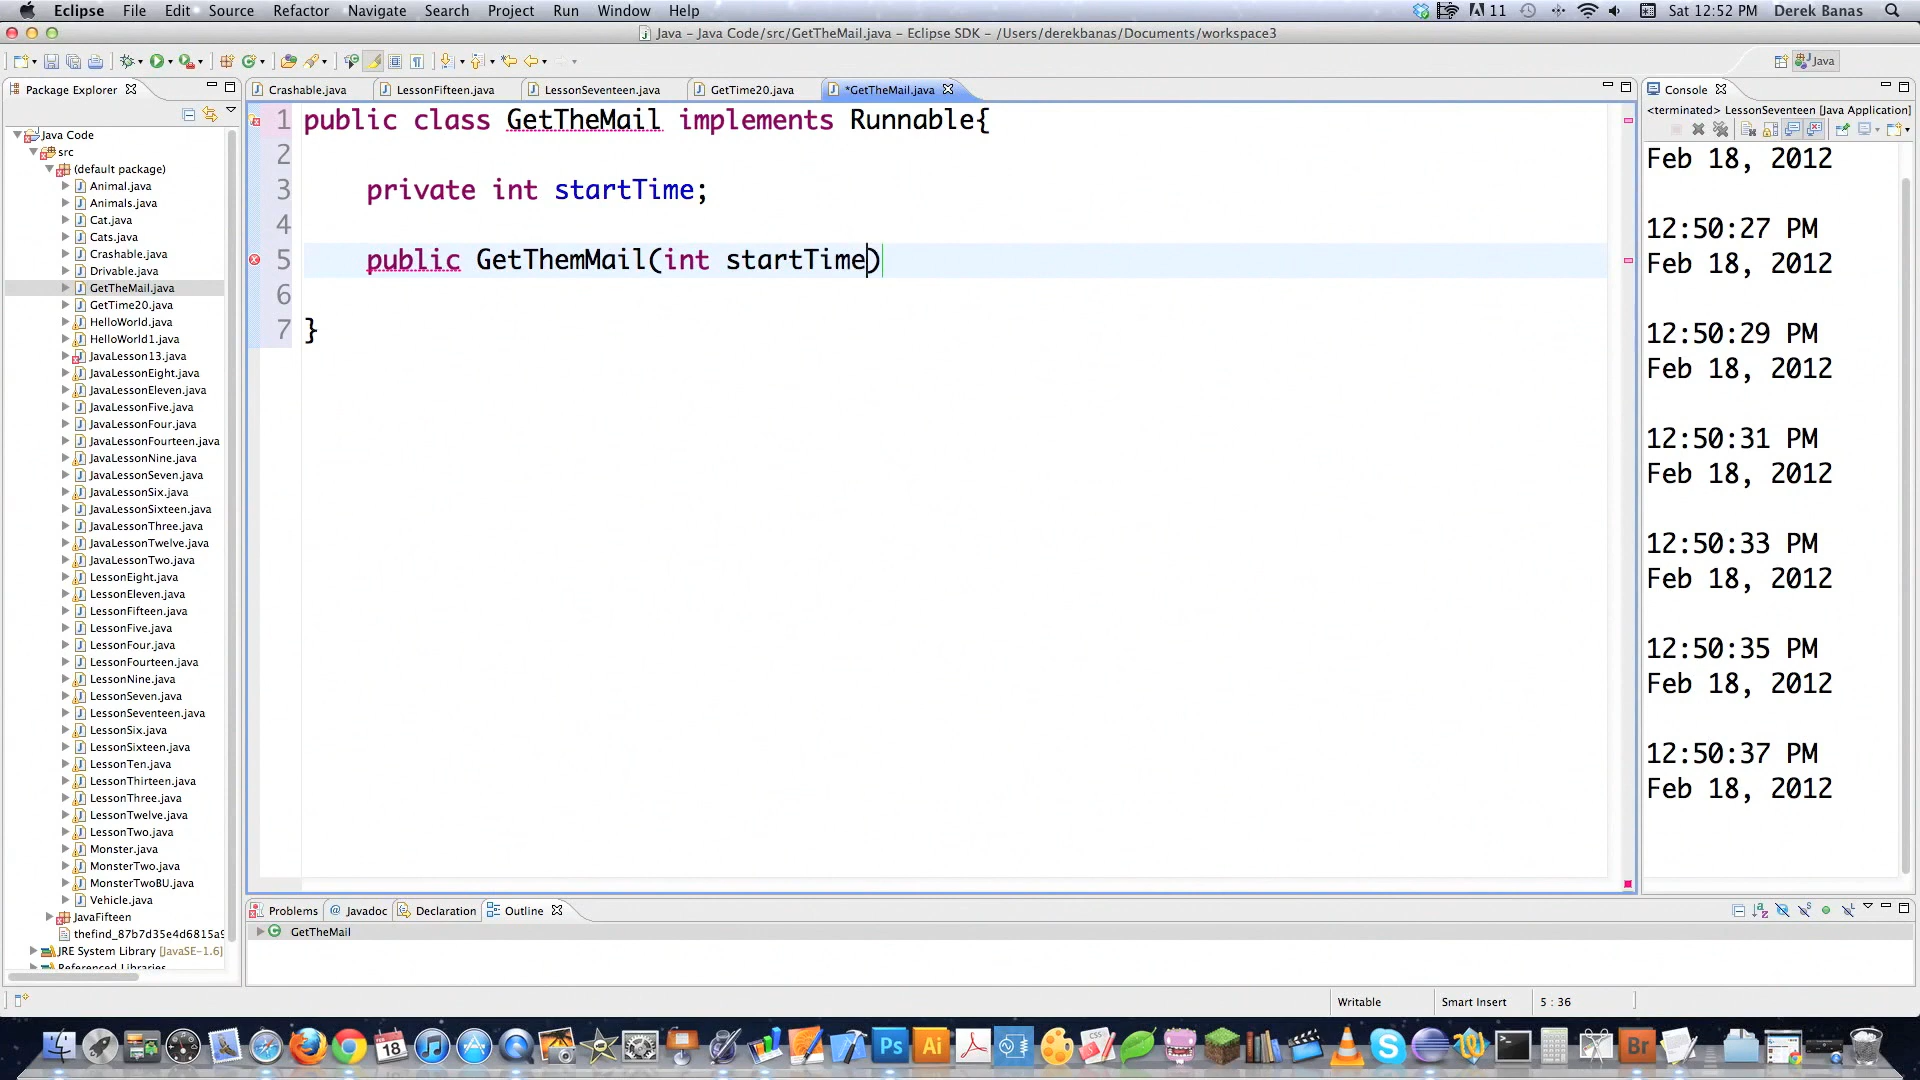 Eclipse File Edit Source Refactor Navigate Search Project Run Window Help 11 Sat 12:52 PM Derek Banas
Java – Java Code/src/GetTheMail.java – Eclipse SDK – /Users/derekbanas/Documents/workspace3
Java
Package Explorer
Crashable.java LessonFifteen.java LessonSeventeen.java GetTime20.java *GetTheMail.java
Console
<terminated> LessonSeventeen [Java Application]
Java Code
src
(default package)
Animal.java
Animals.java
Cat.java
Cats.java
Crashable.java
Drivable.java
GetTheMail.java
GetTime20.java
HelloWorld.java
HelloWorld1.java
JavaLesson13.java
JavaLessonEight.java
JavaLessonEleven.java
JavaLessonFive.java
JavaLessonFour.java
JavaLessonFourteen.java
JavaLessonNine.java
JavaLessonSeven.java
JavaLessonSix.java
JavaLessonSixteen.java
JavaLessonThree.java
JavaLessonTwelve.java
JavaLessonTwo.java
LessonEight.java
LessonEleven.java
LessonFifteen.java
LessonFive.java
LessonFour.java
LessonFourteen.java
LessonNine.java
LessonSeven.java
LessonSeventeen.java
LessonSix.java
LessonSixteen.java
LessonTen.java
LessonThirteen.java
LessonThree.java
LessonTwelve.java
LessonTwo.java
Monster.java
MonsterTwo.java
MonsterTwoBU.java
Vehicle.java
JavaFifteen
thefind_87b7d35e4d6815a9
JRE System Library [JavaSE-1.6]
Referenced Libraries
1 public class GetTheMail implements Runnable{
2
3 private int startTime;
4
5 public GetThemMail(int startTime)
6
7 }
Feb 18, 2012
12:50:27 PM
Feb 18, 2012
12:50:29 PM
Feb 18, 2012
12:50:31 PM
Feb 18, 2012
12:50:33 PM
Feb 18, 2012
12:50:35 PM
Feb 18, 2012
12:50:37 PM
Feb 18, 2012
Problems @ Javadoc Declaration Outline
GetTheMail
Writable Smart Insert 5 : 36
18 Ps Ai CSS Br